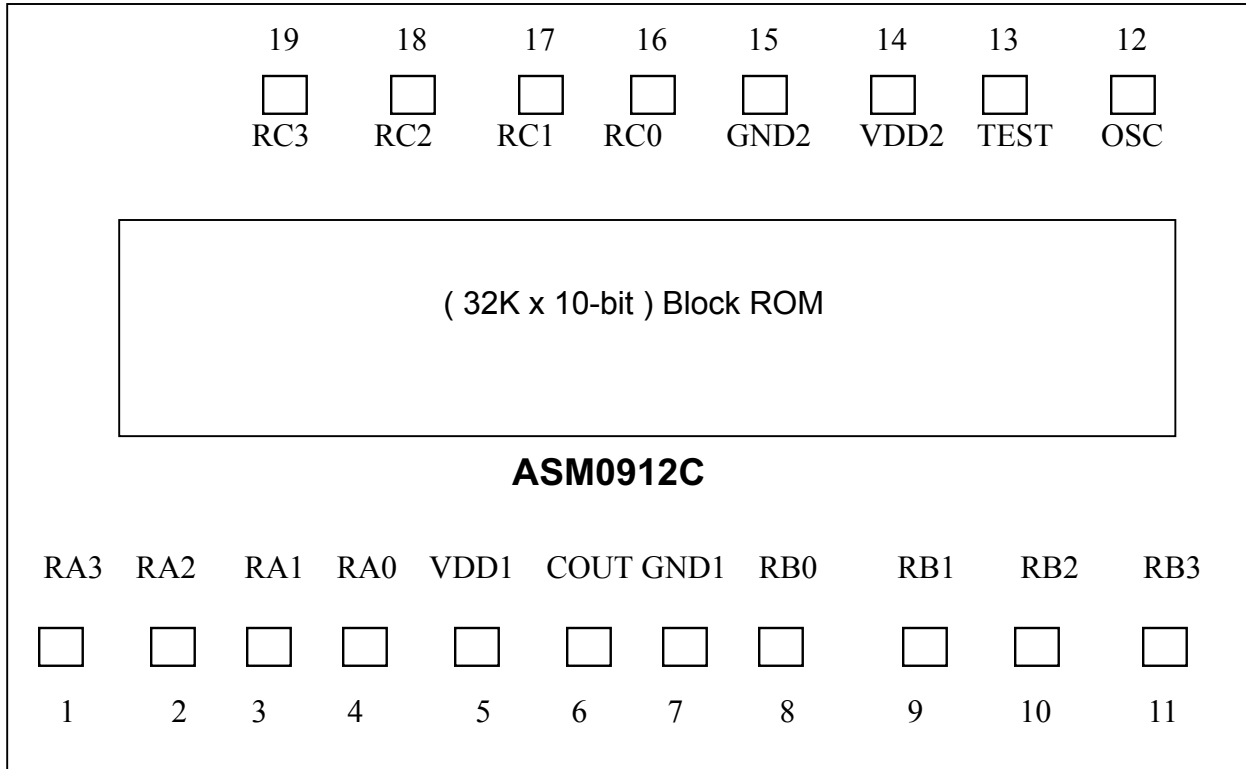 19 18 17 16 15 14 13 12
RC3 RC2 RC1 RC0 GND2 VDD2 TEST OSC
( 32K x 10-bit ) Block ROM
ASM0912C
RA3 RA2 RA1 RA0 VDD1 COUT GND1 RB0 RB1 RB2 RB3
1 2 3 4 5 6 7 8 9 10 11